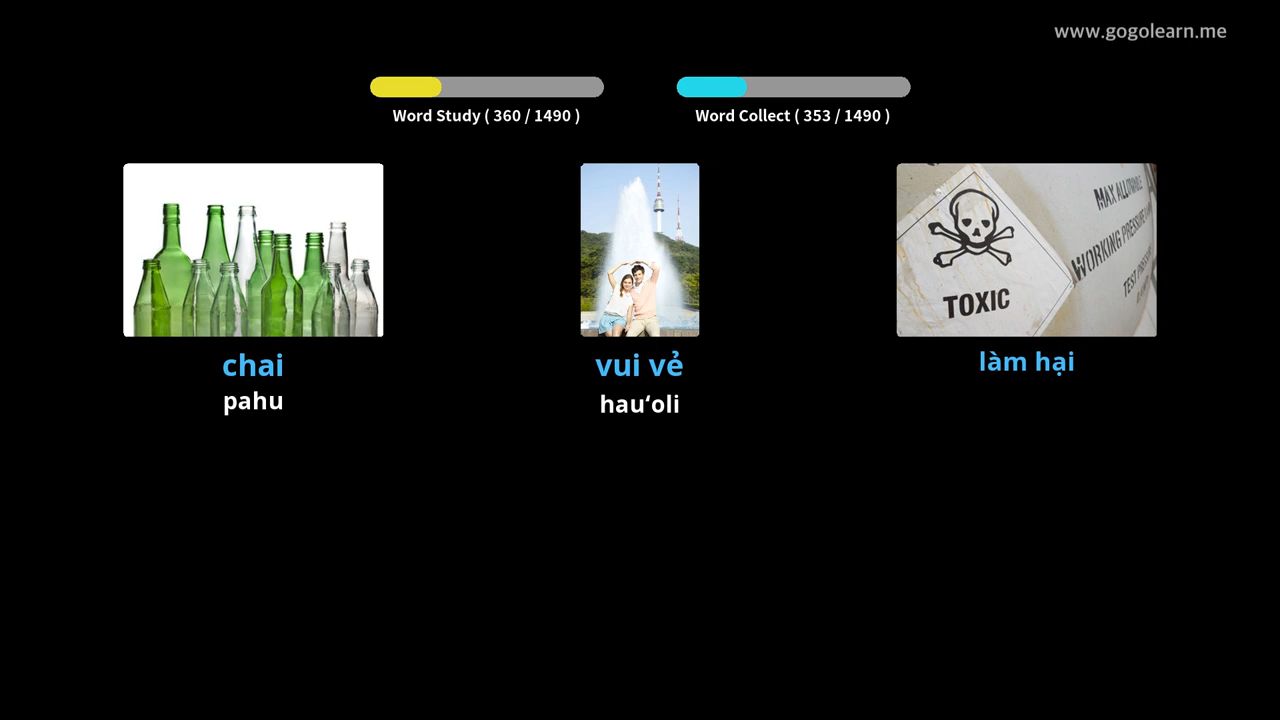 www.gogolearn.me
Word Study ( 360 / 1490 )
Word Collect ( 353 / 1490 )
TOXIC
MAX ALLOWABLE
WORKING PRESSURE
TEST
chai
vui vẻ
làm hại
pahu
hauʻoli